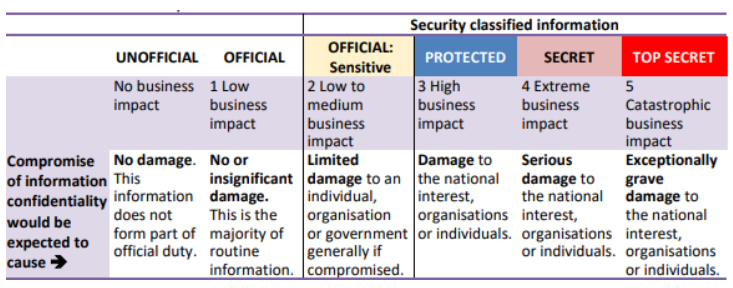 Security classified information
UNOFFICIAL OFFICIAL OFFICIAL: Sensitive PROTECTED SECRET TOP SECRET
No business impact
1 Low business impact
2 Low to medium business impact
3 High business impact
4 Extreme business impact
5 Catastrophic business impact
Compromise
of information
confidentiality
would be
expected to
cause ➔
No damage.
This
information
does not
form part of
official duty.
No or
insignificant
damage.
This is the
majority of
routine
information.
Limited
damage to an
individual,
organisation
or government
generally if
compromised.
Damage to
the national
interest,
organisations
or individuals.
Serious
damage to
the national
interest,
organisations
or individuals.
Exceptionally
grave
damage to
the national
interest,
organisations
or individuals.